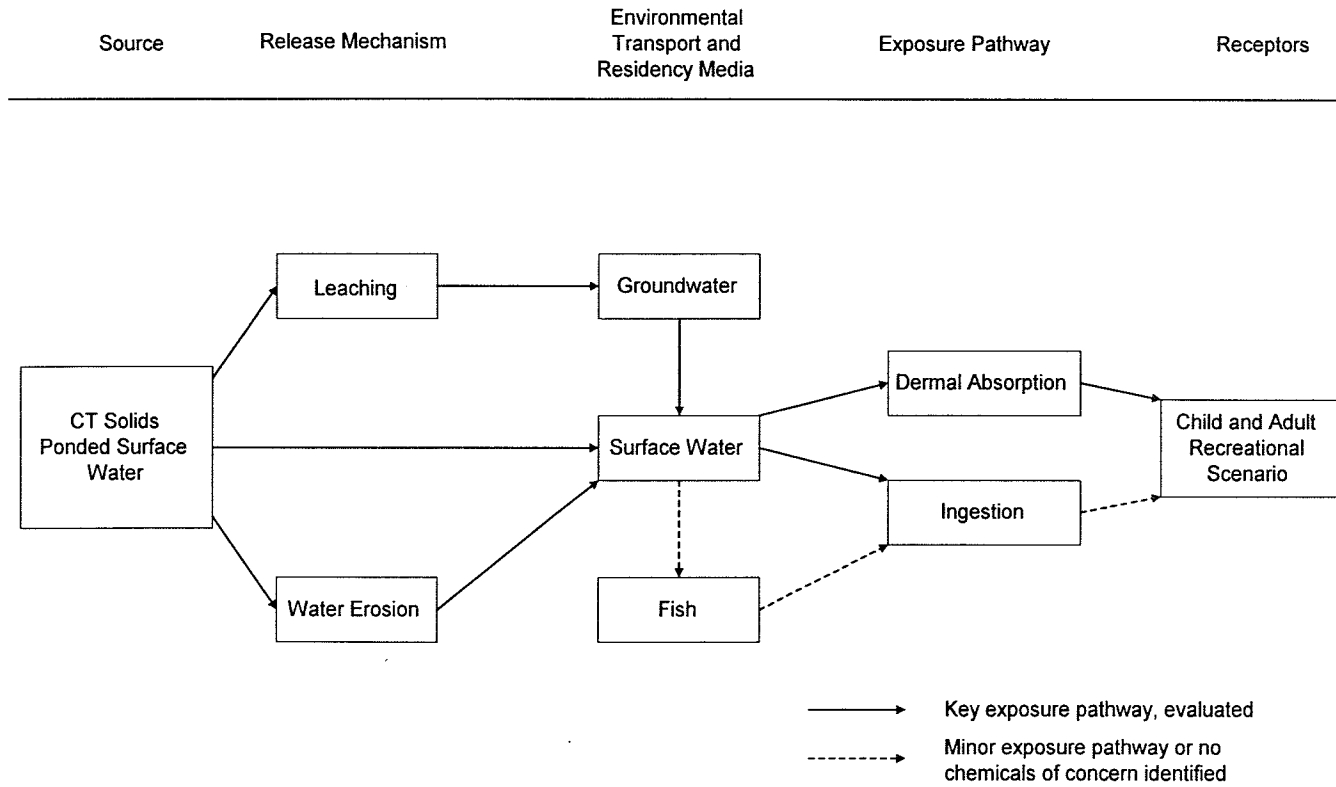 Source
Release Mechanism
Environmental
Transport and
Residency Media
Exposure Pathway
Receptors
Leaching
Groundwater
CT Solids
Ponded Surface
Water
Surface Water
Dermal Absorption
Child and Adult
Recreational
Scenario
Ingestion
Water Erosion
Fish
Key exposure pathway, evaluated
Minor exposure pathway or no
chemicals of concern identified